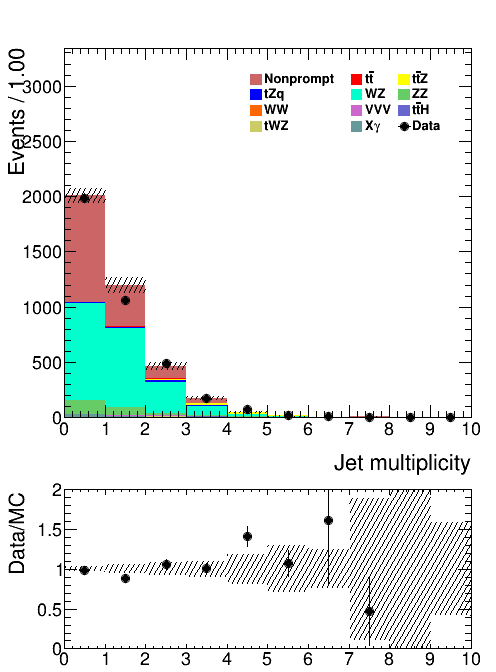 Events / 1.00
3000
2500
2000
1500
1000
500
0
Nonprompt tt̄ tt̄Z
tZq WZ ZZ
WW VVV tt̄H
tWZ Xγ Data
0 1 2 3 4 5 6 7 8 9 10
Jet multiplicity
Data/MC
2
1.5
1
0.5
0
0 1 2 3 4 5 6 7 8 9 10